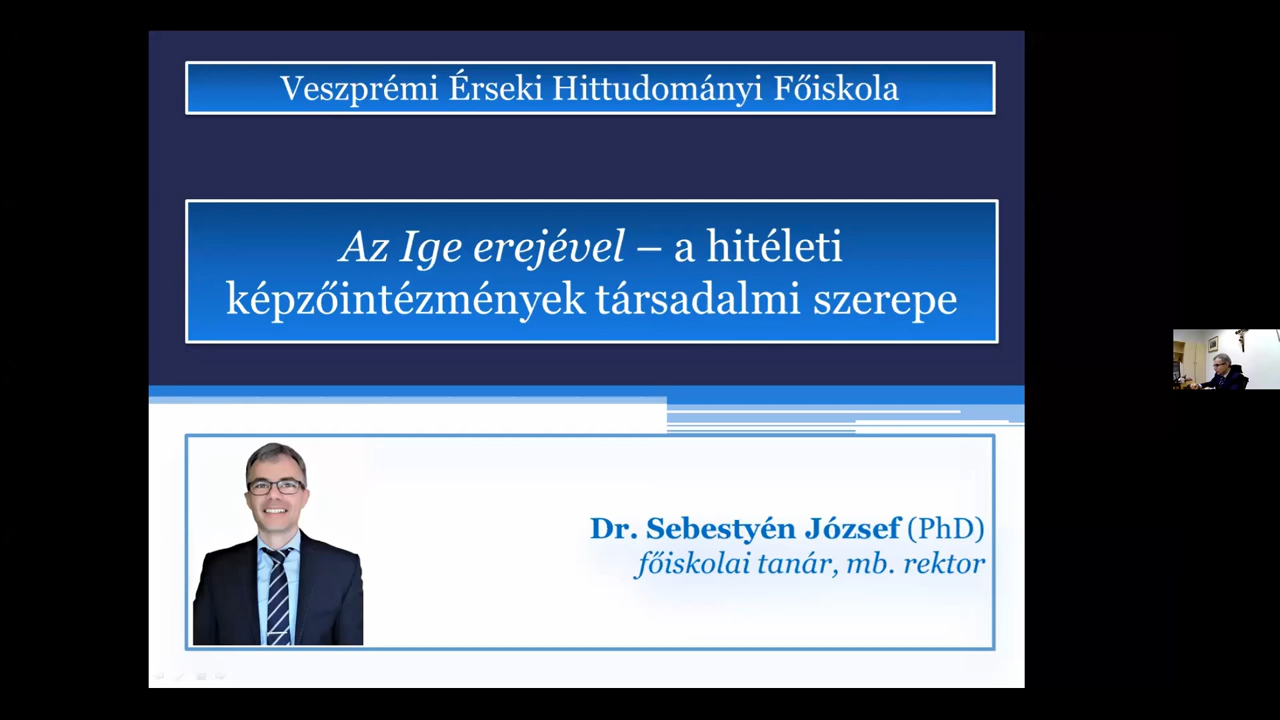 Veszprémi Érseki Hittudományi Főiskola
Az Ige erejével – a hitéleti
képzőintézmények társadalmi szerepe
Dr. Sebestyén József (PhD)
főiskolai tanár, mb. rektor